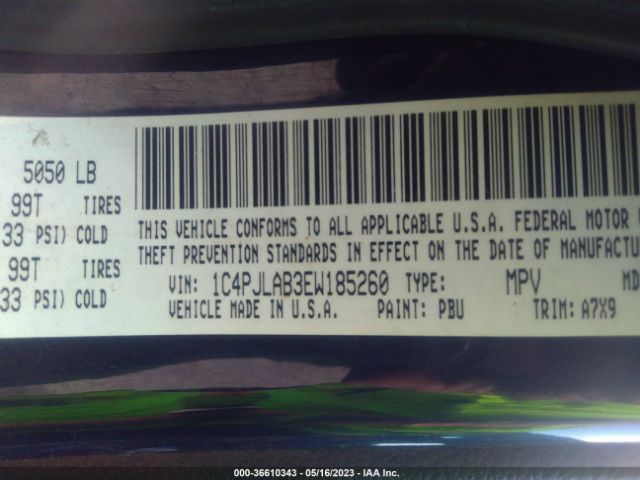 5050 LB
99T TIRES
33 PSI) COLD
99T TIRES
33 PSI) COLD
THIS VEHICLE CONFORMS TO ALL APPLICABLE U.S.A. FEDERAL MOTOR
THEFT PREVENTION STANDARDS IN EFFECT ON THE DATE OF MANUFACTU
VIN: 1C4PJLAB3EW185260 TYPE: MPV MD
VEHICLE MADE IN U.S.A. PAINT: PBU TRIM: A7X9
000-36610343 - 05/16/2023 - IAA Inc.